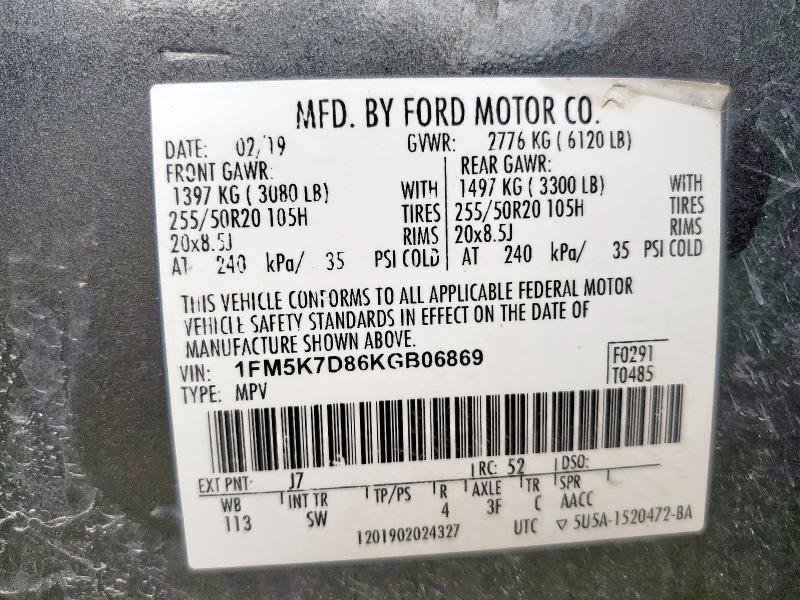 MFD. BY FORD MOTOR CO.
DATE: 02/19 GVWR: 2776 KG ( 6120 LB)
FRONT GAWR: REAR GAWR:
1397 KG ( 3080 LB) WITH 1497 KG ( 3300 LB) WITH
255/50R20 105H TIRES 255/50R20 105H TIRES
20x8.5J RIMS 20x8.5J RIMS
AT 240 kPa/ 35 PSI COLD AT 240 kPa/ 35 PSI COLD
THIS VEHICLE CONFORMS TO ALL APPLICABLE FEDERAL MOTOR
VEHICLE SAFETY STANDARDS IN EFFECT ON THE DATE OF
MANUFACTURE SHOWN ABOVE.
VIN: 1FM5K7D86KGB06869 F0291
TYPE: MPV T0485
EXT PNT: J7 RC: 52 DSO:
WB INT TR TP/PS R AXLE TR SPR
113 SW 4 3F C AACC
1201902024327 UTC ▽ 5U5A-1520472-BA